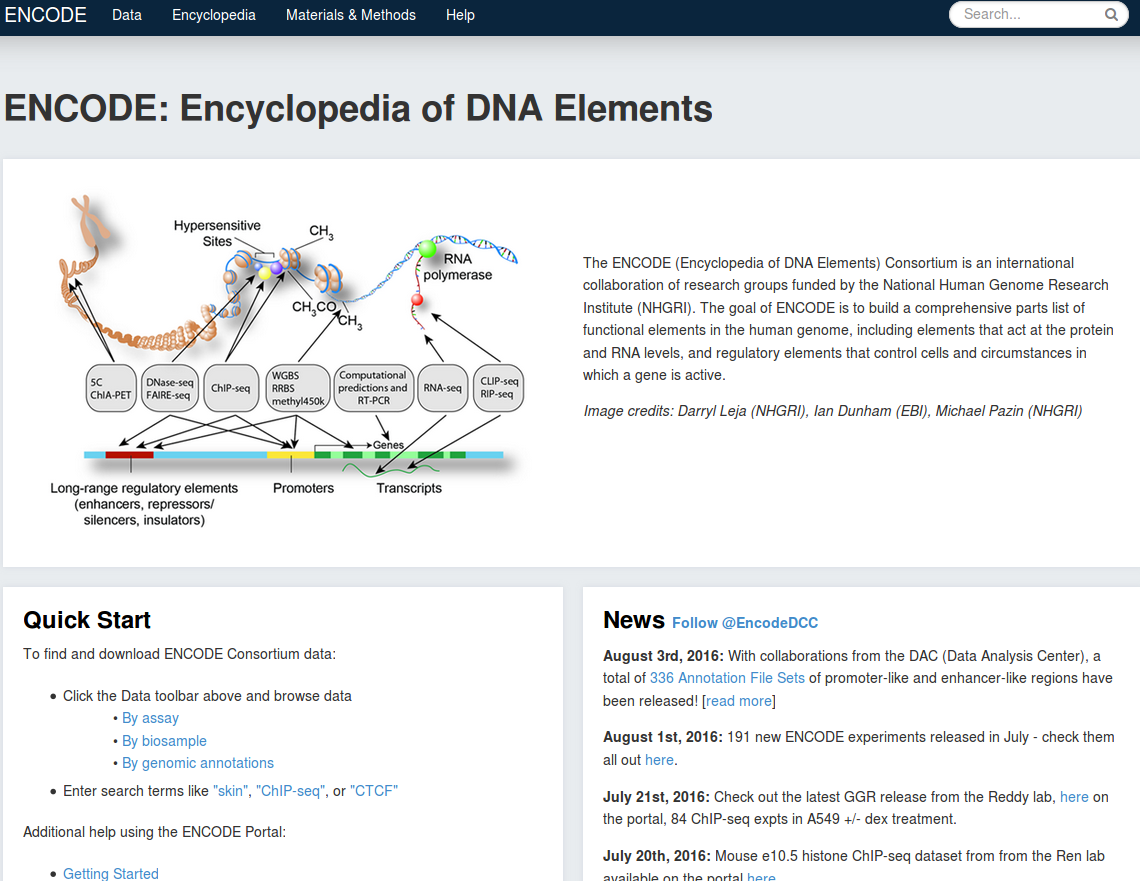 ENCODE Data Encyclopedia Materials & Methods Help Search...
ENCODE: Encyclopedia of DNA Elements
Hypersensitive
Sites
CH3
RNA
polymerase
CH3CO
CH3
5C
ChIA-PET
DNase-seq
FAIRE-seq
ChIP-seq
WGBS
RRBS
methyl450k
Computational
predictions and
RT-PCR
RNA-seq
CLIP-seq
RIP-seq
Genes
Long-range regulatory elements
(enhancers, repressors/
silencers, insulators)
Promoters
Transcripts
The ENCODE (Encyclopedia of DNA Elements) Consortium is an international
collaboration of research groups funded by the National Human Genome Research
Institute (NHGRI). The goal of ENCODE is to build a comprehensive parts list of
functional elements in the human genome, including elements that act at the protein
and RNA levels, and regulatory elements that control cells and circumstances in
which a gene is active.
Image credits: Darryl Leja (NHGRI), Ian Dunham (EBI), Michael Pazin (NHGRI)
Quick Start
To find and download ENCODE Consortium data:
• Click the Data toolbar above and browse data
• By assay
• By biosample
• By genomic annotations
• Enter search terms like "skin", "ChIP-seq", or "CTCF"
Additional help using the ENCODE Portal:
• Getting Started
News Follow @EncodeDCC
August 3rd, 2016: With collaborations from the DAC (Data Analysis Center), a
total of 336 Annotation File Sets of promoter-like and enhancer-like regions have
been released! [read more]
August 1st, 2016: 191 new ENCODE experiments released in July - check them
all out here.
July 21st, 2016: Check out the latest GGR release from the Reddy lab, here on
the portal, 84 ChIP-seq expts in A549 +/- dex treatment.
July 20th, 2016: Mouse e10.5 histone ChIP-seq dataset from from the Ren lab
available on the portal here